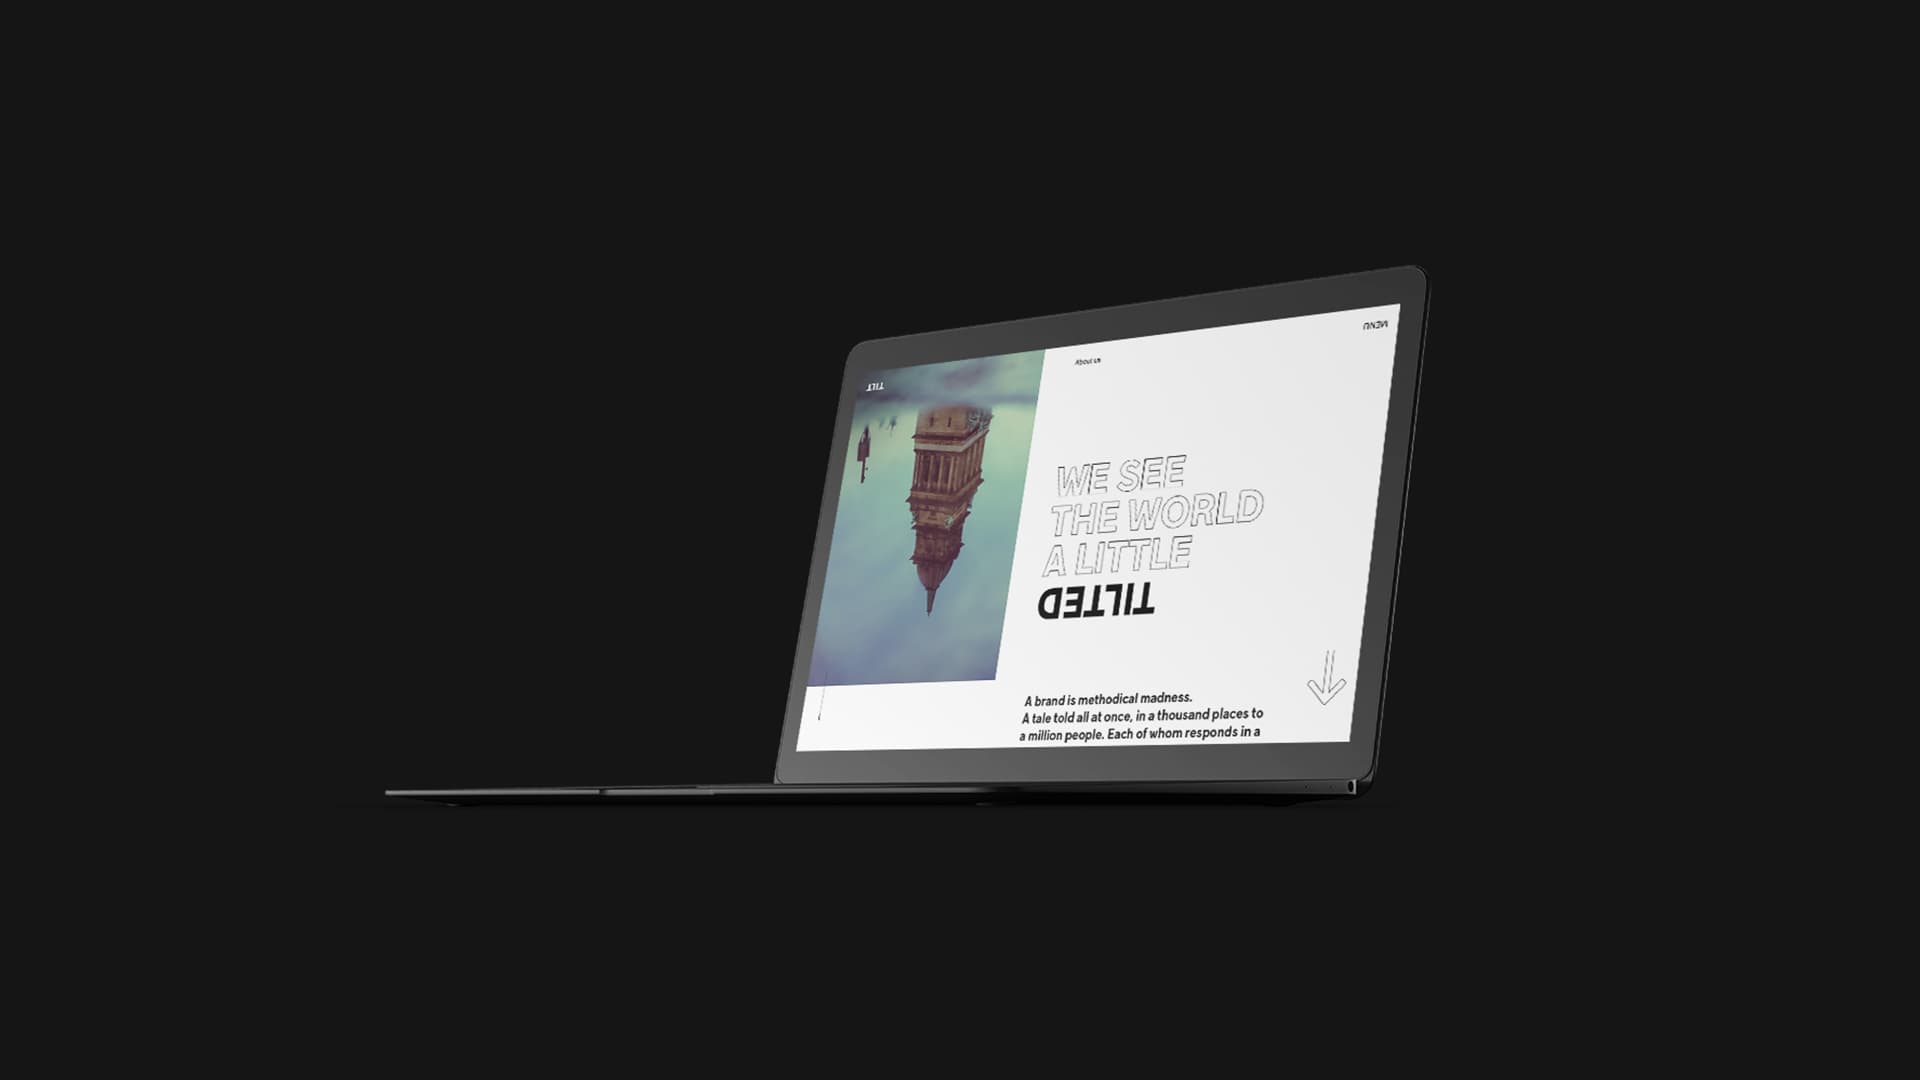 MENU
About us
TILT
WE SEE
THE WORLD
A LITTLE
TILTED
A brand is methodical madness.
A tale told all at once, in a thousand places to
a million people. Each of whom responds in a